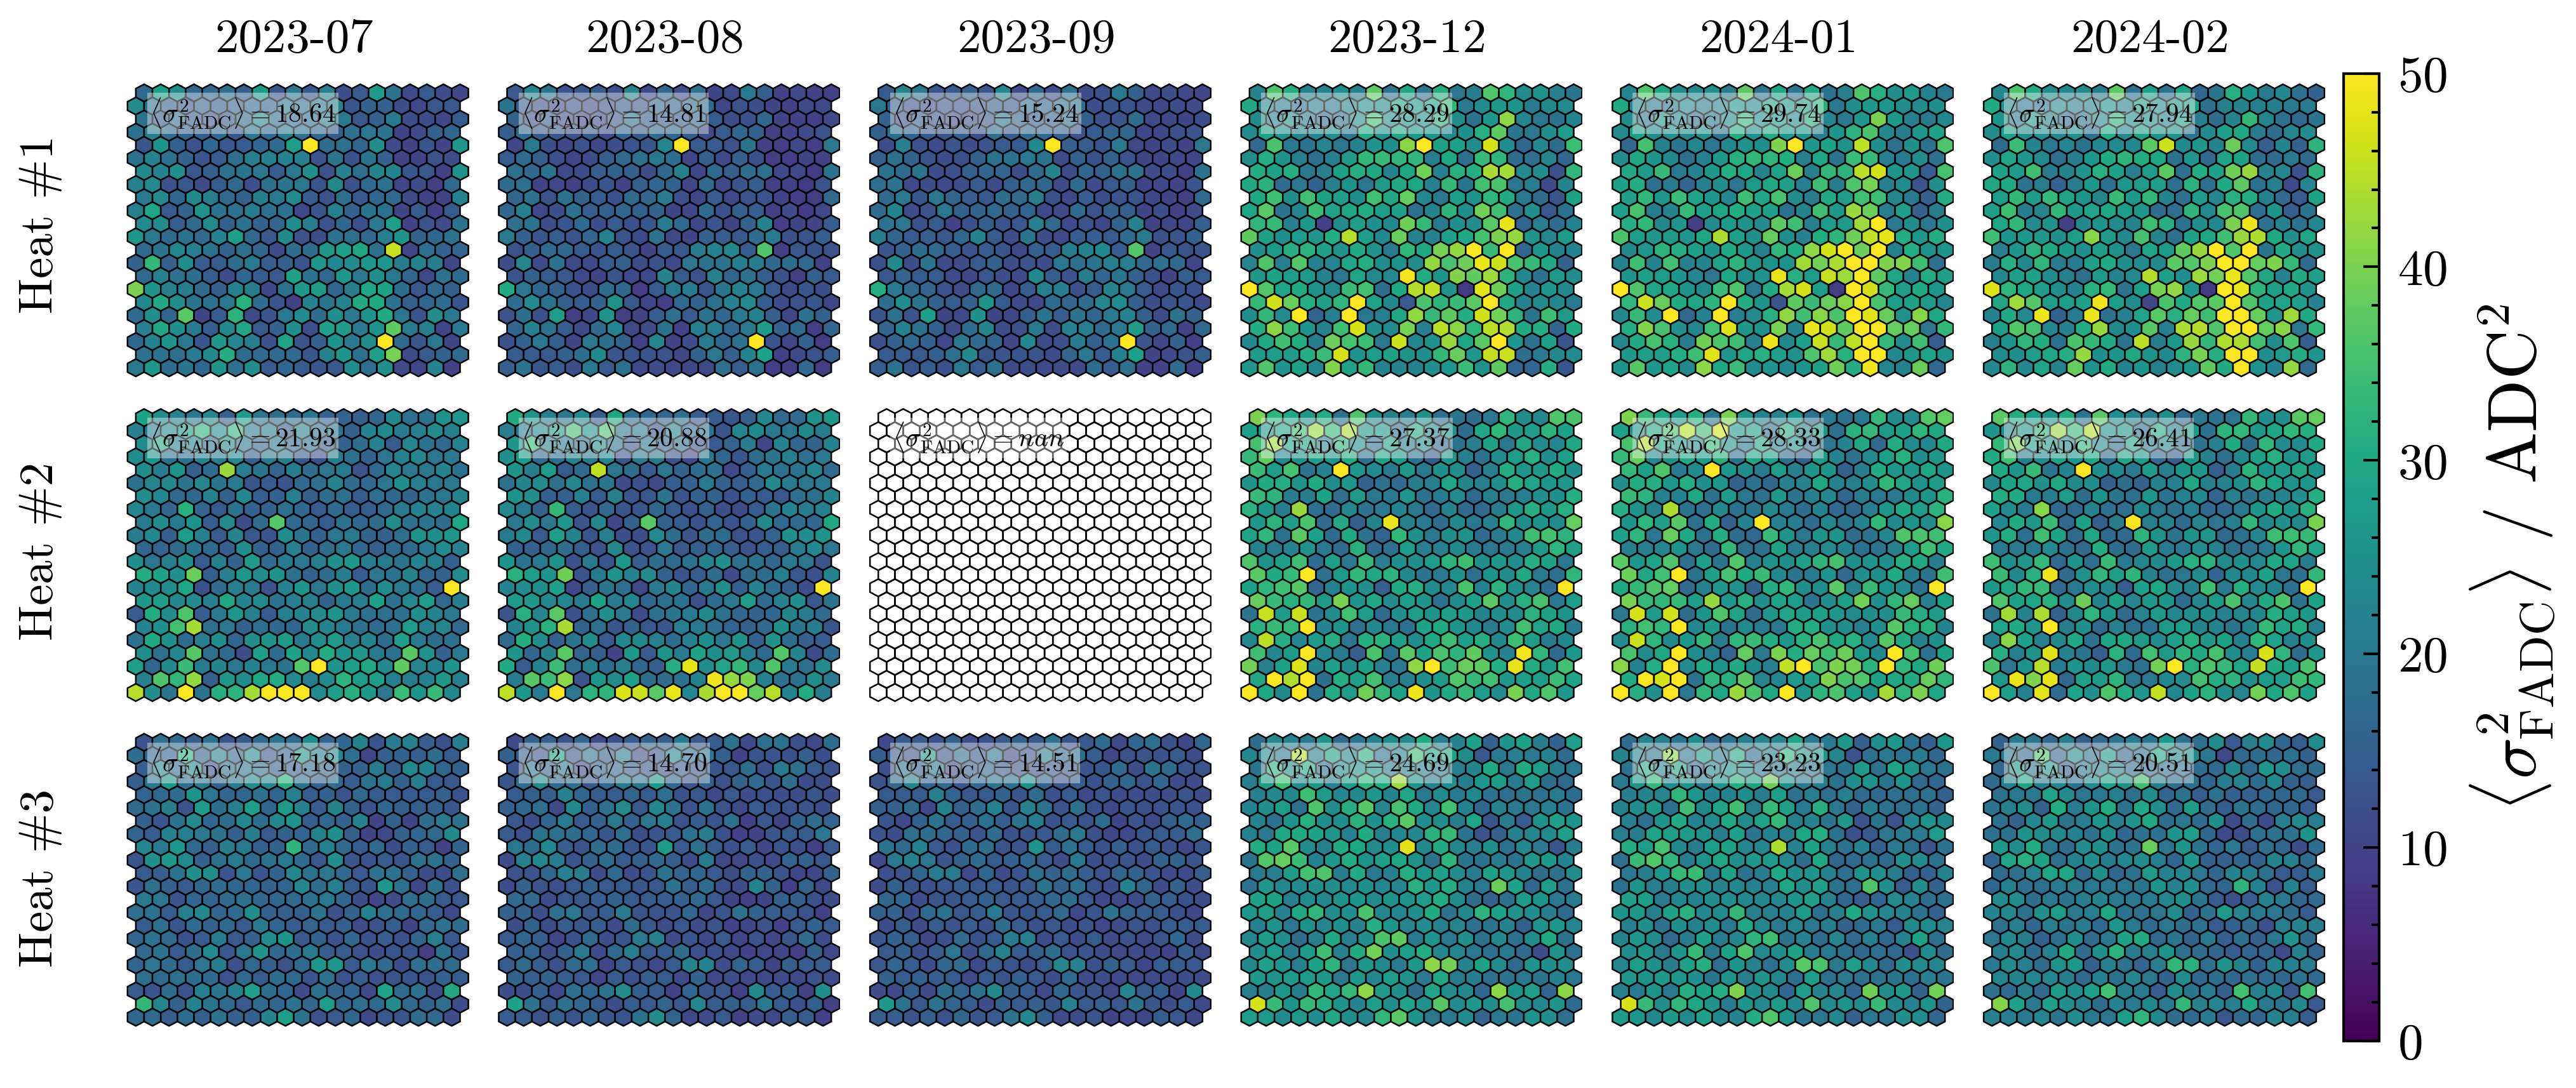 2023-07 2023-08 2023-09 2023-12 2024-01 2024-02
Heat #1
⟨σ²FADC⟩ = 18.64 ⟨σ²FADC⟩ = 14.81 ⟨σ²FADC⟩ = 15.24 ⟨σ²FADC⟩ = 28.29 ⟨σ²FADC⟩ = 29.74 ⟨σ²FADC⟩ = 27.94
Heat #2
⟨σ²FADC⟩ = 21.93 ⟨σ²FADC⟩ = 20.88 ⟨σ²FADC⟩ = nan ⟨σ²FADC⟩ = 27.37 ⟨σ²FADC⟩ = 28.33 ⟨σ²FADC⟩ = 26.41
Heat #3
⟨σ²FADC⟩ = 17.18 ⟨σ²FADC⟩ = 14.70 ⟨σ²FADC⟩ = 14.51 ⟨σ²FADC⟩ = 24.69 ⟨σ²FADC⟩ = 23.23 ⟨σ²FADC⟩ = 20.51
50
40
30
20
10
0
⟨σ²FADC⟩ / ADC²